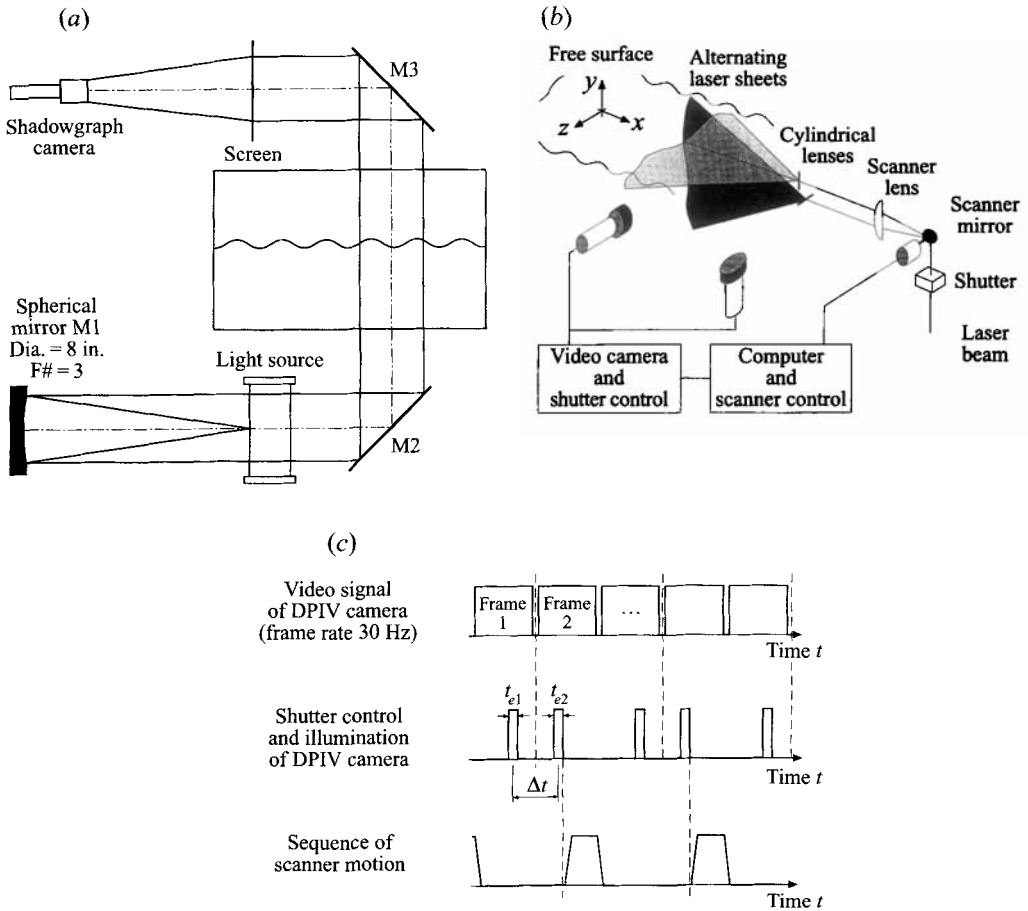 (a)
M3
Shadowgraph
camera
Screen
Spherical
mirror M1
Dia. = 8 in.
F# = 3
Light source
M2
(b)
Free surface
Alternating
laser sheets
y
z
x
Cylindrical
lenses
Scanner
lens
Scanner
mirror
Shutter
Laser
beam
Video camera
and
shutter control
Computer
and
scanner control
(c)
Video signal
of DPIV camera
(frame rate 30 Hz)
Frame
1
Frame
2
...
Time t
Shutter control
and illumination
of DPIV camera
te1
te2
Δt
Time t
Sequence of
scanner motion
Time t